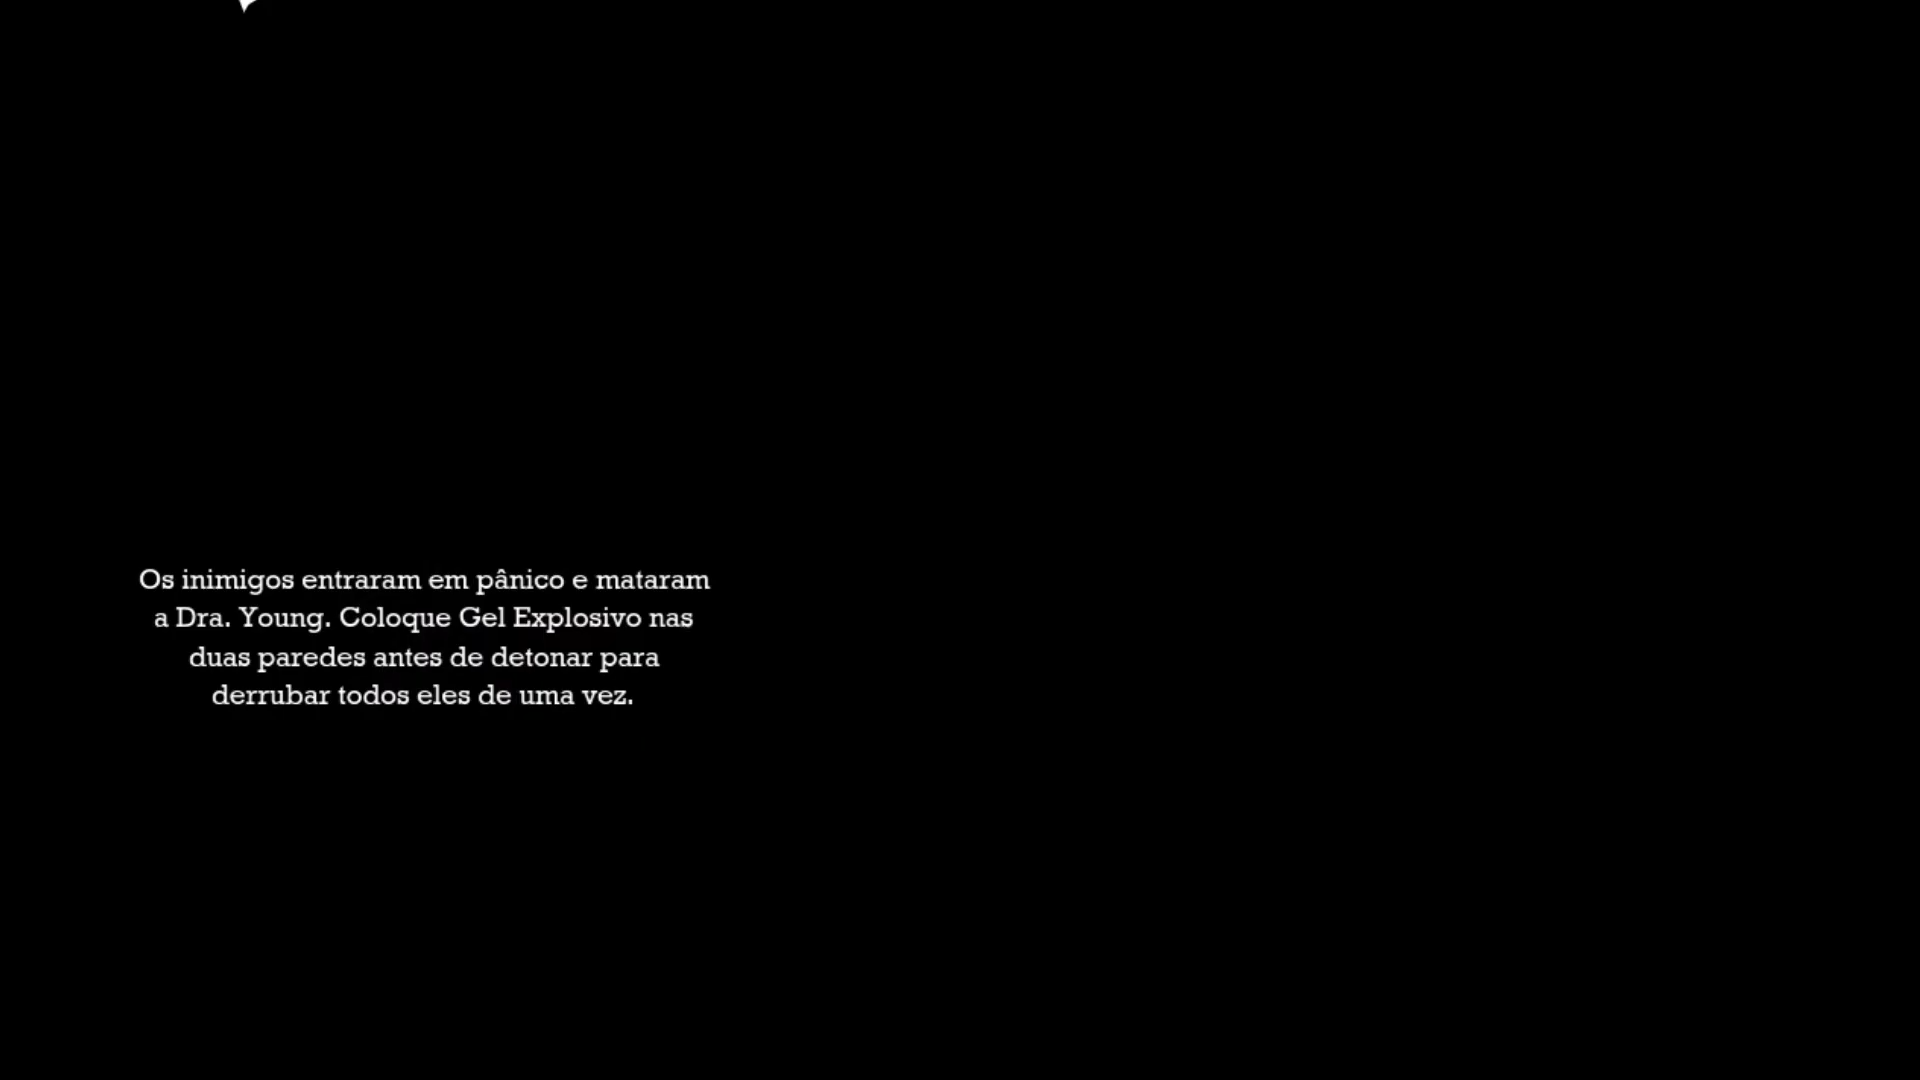 Os inimigos entraram em pânico e mataram
a Dra. Young. Coloque Gel Explosivo nas
duas paredes antes de detonar para
derrubar todos eles de uma vez.